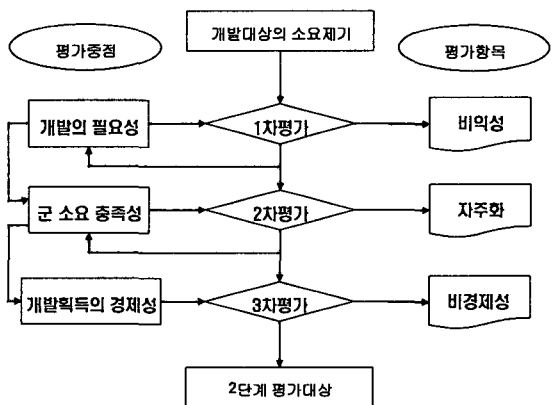 개발대상의 소요제기
평가중점
평가항목
개발의 필요성
1차평가
비익성
군 소요 충족성
2차평가
자주화
개발획득의 경제성
3차평가
비경제성
2단계 평가대상